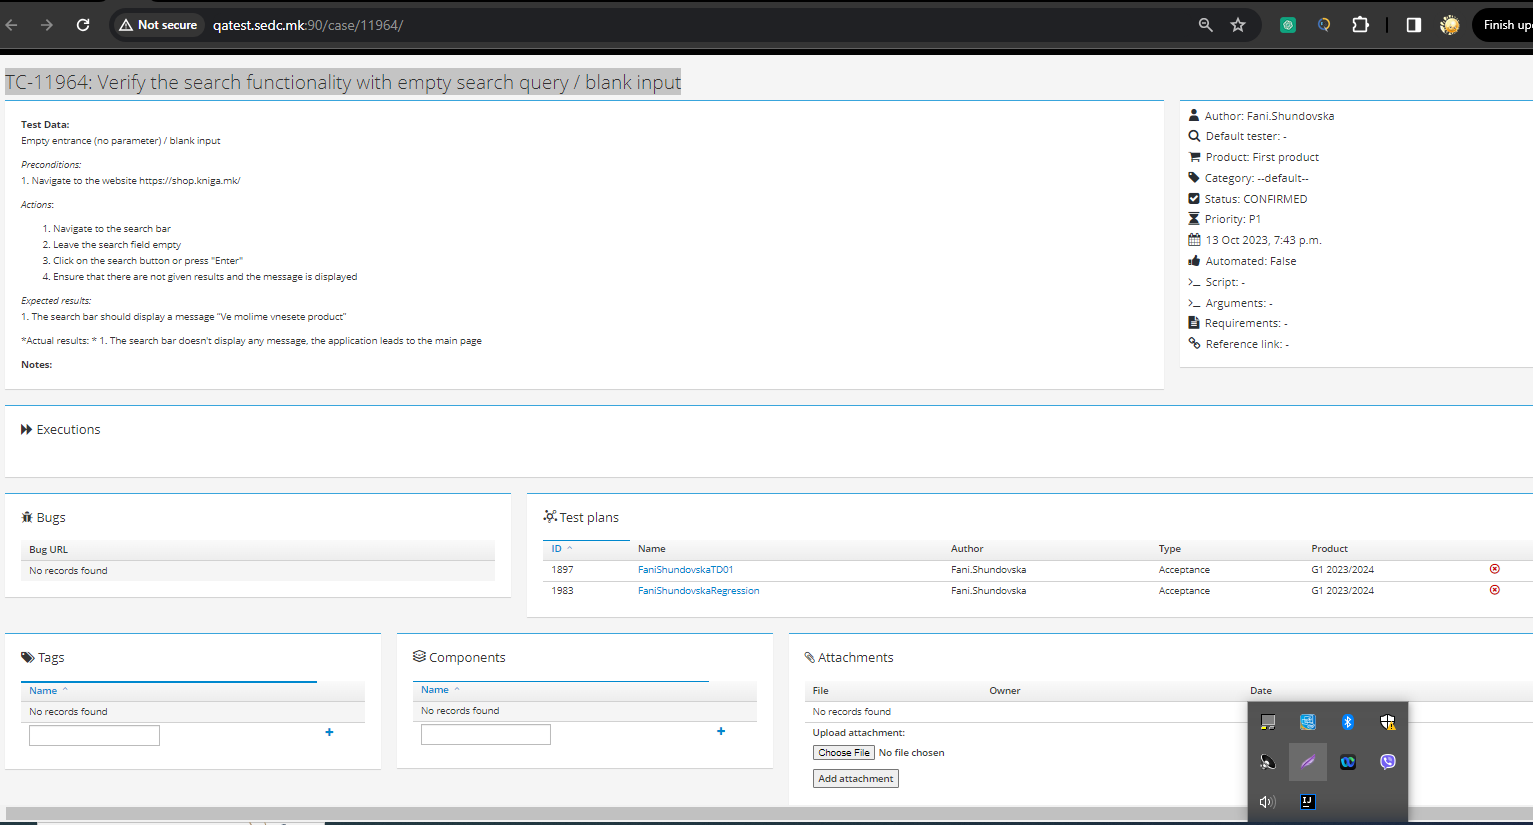 Not secure
qatest.sedc.mk:90/case/11964/
Finish up
TC-11964: Verify the search functionality with empty search query / blank input
Test Data:
Empty entrance (no parameter) / blank input
Preconditions:
1. Navigate to the website https://shop.kniga.mk/
Actions:
1. Navigate to the search bar
2. Leave the search field empty
3. Click on the search button or press "Enter"
4. Ensure that there are not given results and the message is displayed
Expected results:
1. The search bar should display a message "Ve molime vnesete product"
*Actual results: * 1. The search bar doesn't display any message, the application leads to the main page
Notes:
Author: Fani.Shundovska
Default tester: -
Product: First product
Category: --default--
Status: CONFIRMED
Priority: P1
13 Oct 2023, 7:43 p.m.
Automated: False
Script: -
Arguments: -
Requirements: -
Reference link: -
Executions
Bugs
Bug URL
No records found
Test plans
ID Name Author Type Product
1897 FaniShundovskaTD01 Fani.Shundovska Acceptance G1 2023/2024
1983 FaniShundovskaRegression Fani.Shundovska Acceptance G1 2023/2024
Tags
Name
No records found
Components
Name
No records found
Attachments
File Owner Date
No records found
Upload attachment:
Choose File No file chosen
Add attachment
IJ